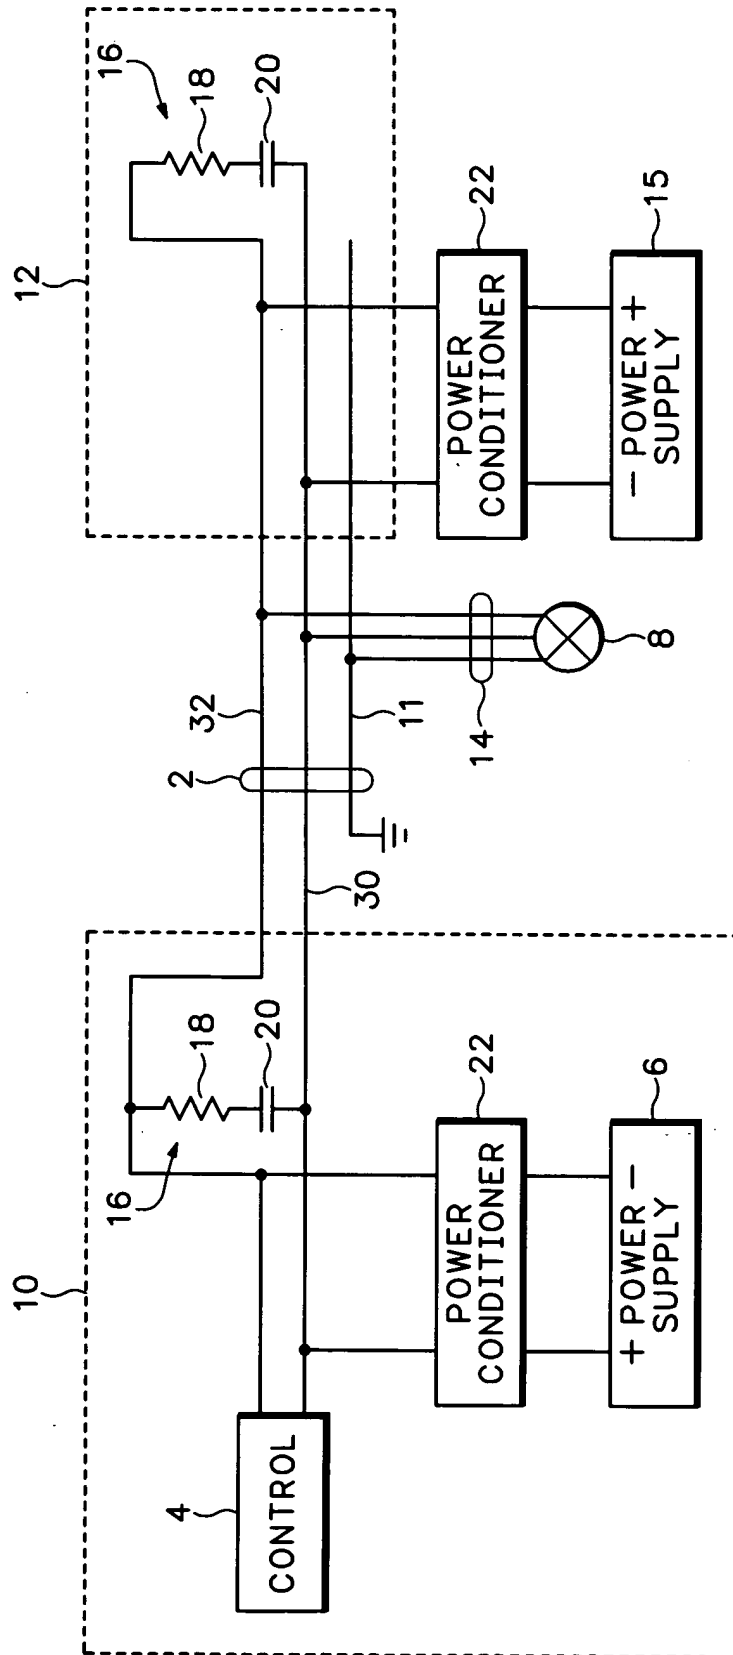 10
12
16
18
20
16
18
20
32
2
30
11
14
8
4
CONTROL
22
POWER
CONDITIONER
22
POWER
CONDITIONER
6
+ POWER −
SUPPLY
15
− POWER +
SUPPLY